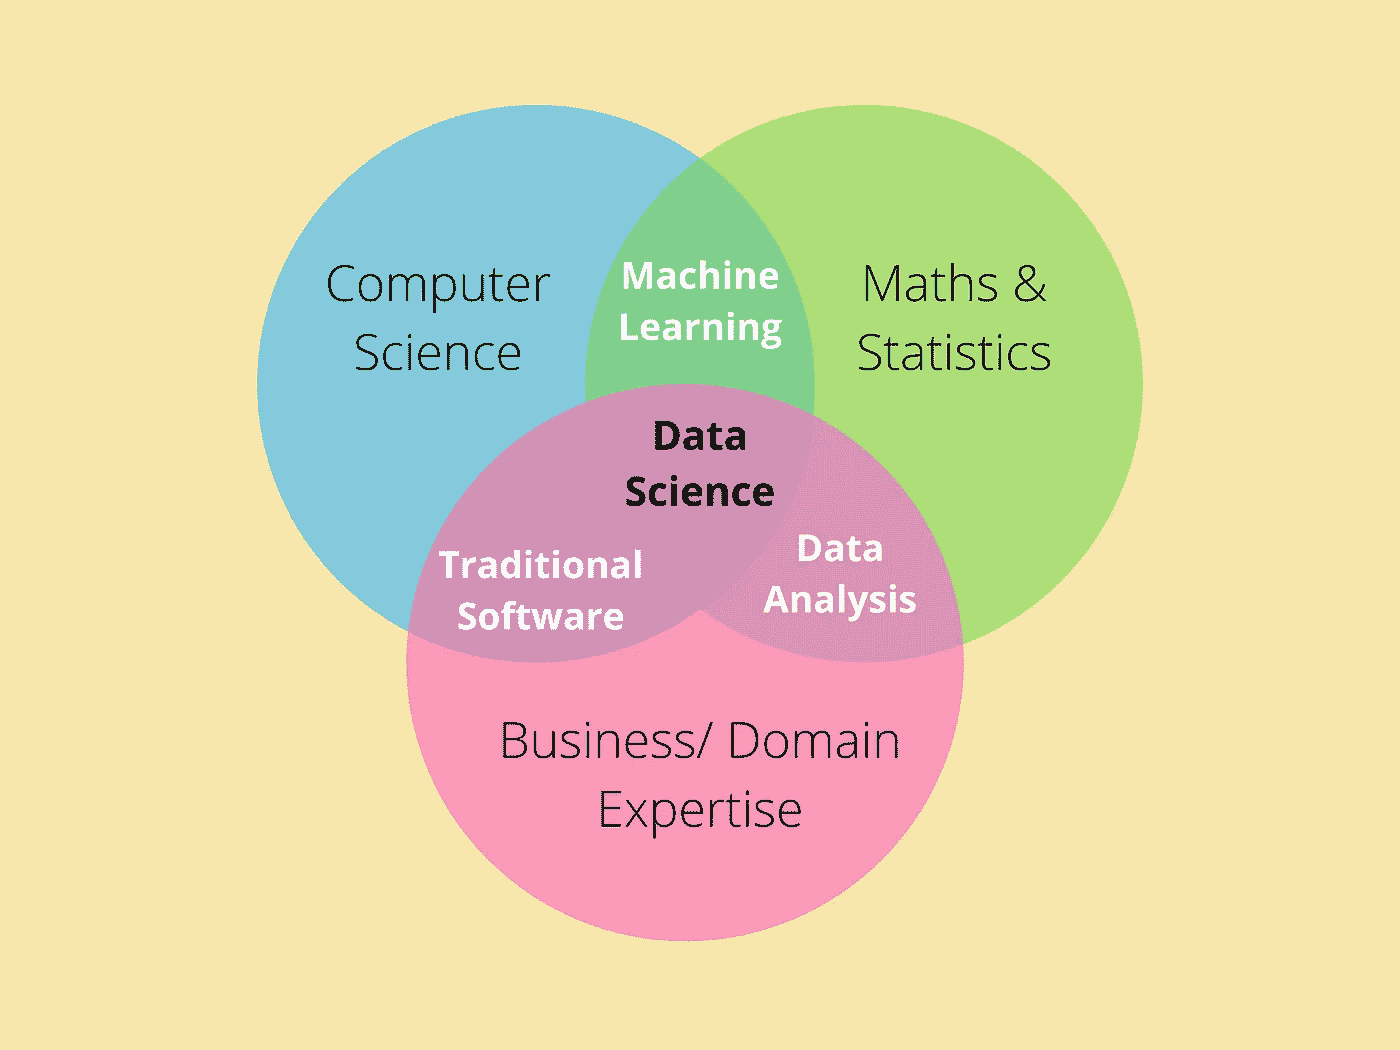 Computer
Science
Machine
Learning
Maths &
Statistics
Data
Science
Traditional
Software
Data
Analysis
Business/ Domain
Expertise